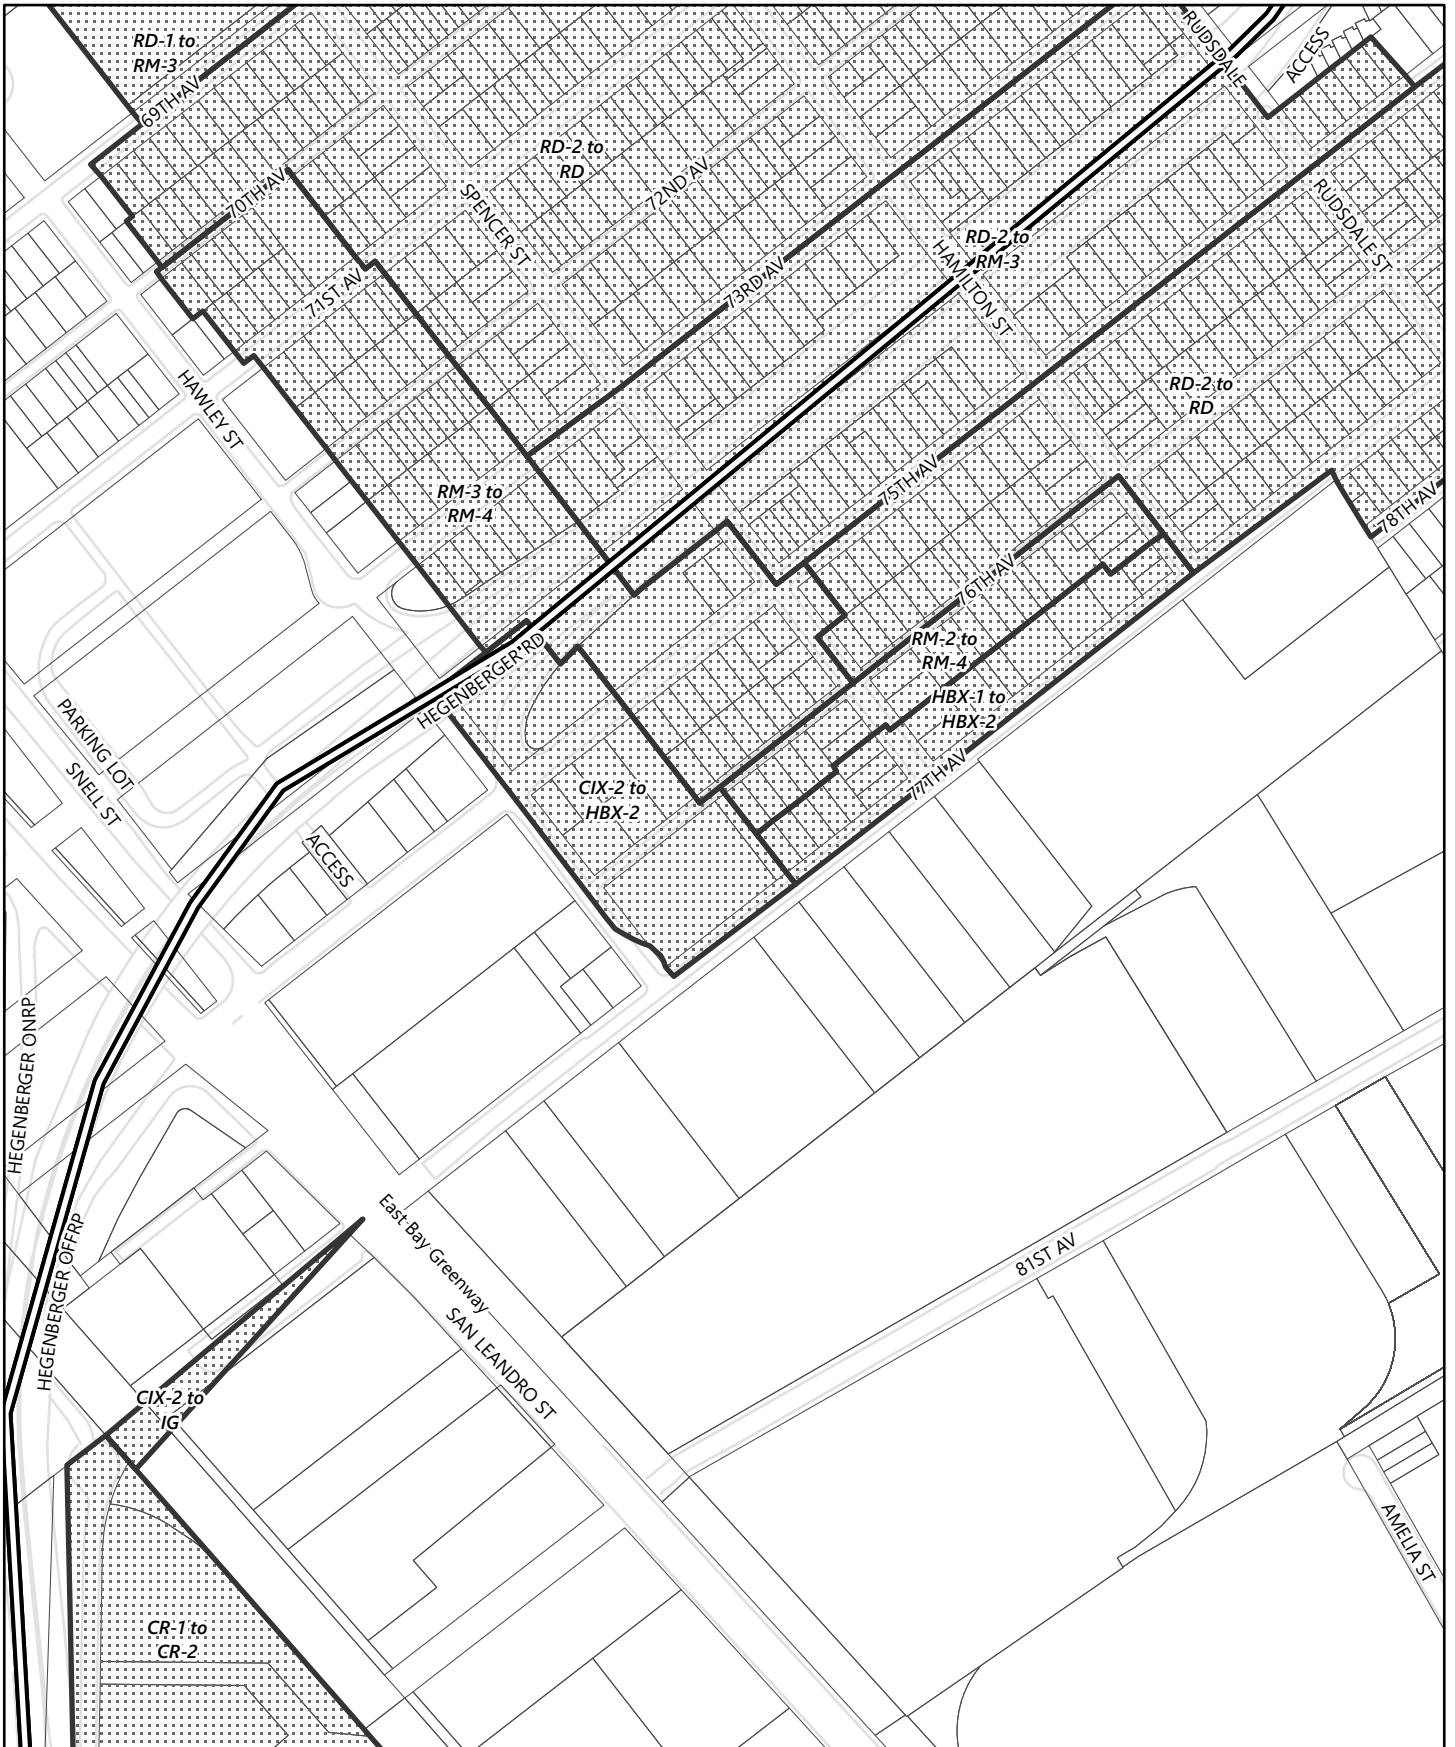 RD-1 to
RM-3
69TH AV
RUDSDALE
ACCESS
RD-2 to
RD
70TH AV
72ND AV
SPENCER ST
RUDSDALE ST
RD-2 to
RM-3
HAMILTON ST
71ST AV
73RD AV
HAWLEY ST
RD-2 to
RD
RM-3 to
RM-4
75TH AV
78TH AV
76TH AV
RM-2 to
RM-4
HEGENBERGER RD
HBX-1 to
HBX-2
PARKING LOT
SNELL ST
CIX-2 to
HBX-2
77TH AV
ACCESS
HEGENBERGER ONRP
HEGENBERGER OFFRP
East Bay Greenway
81ST AV
SAN LEANDRO ST
CIX-2 to
IG
AMELIA ST
CR-1 to
CR-2